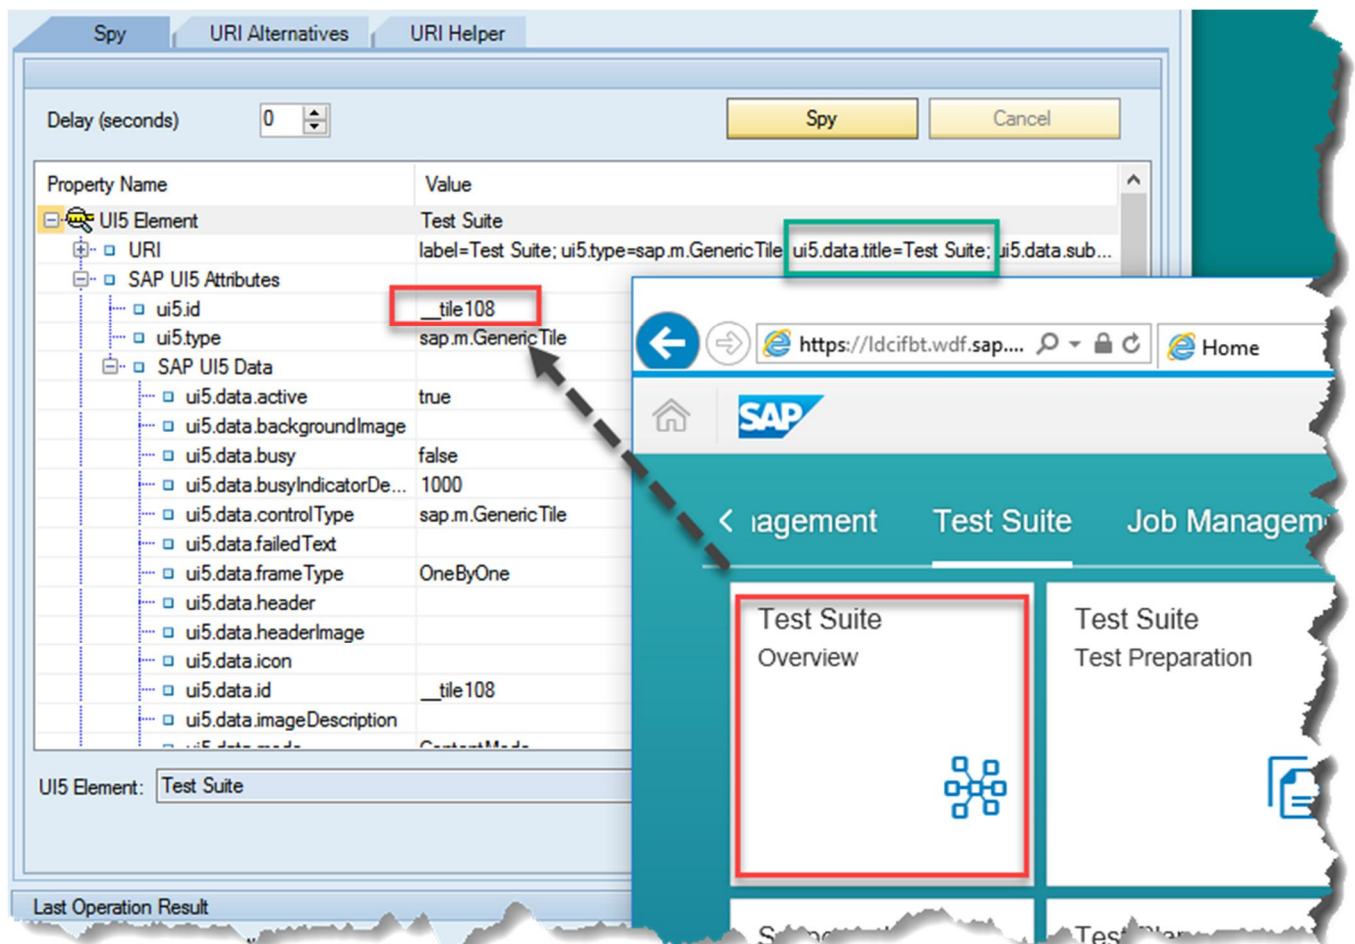 Spy
URI Alternatives
URI Helper
Delay (seconds)
0
Spy
Cancel
Property Name
Value
UI5 Element
Test Suite
URI
label=Test Suite; ui5.type=sap.m.GenericTile ui5.data.title=Test Suite; ui5.data.sub...
SAP UI5 Attributes
ui5.id
__tile108
ui5.type
sap.m.GenericTile
SAP UI5 Data
ui5.data.active
true
ui5.data.backgroundImage
ui5.data.busy
false
ui5.data.busyIndicatorDe...
1000
ui5.data.controlType
sap.m.GenericTile
ui5.data.failedText
ui5.data.frameType
OneByOne
ui5.data.header
ui5.data.headerImage
ui5.data.icon
ui5.data.id
__tile108
ui5.data.imageDescription
ui5.data.mode
ContentMode
UI5 Element:
Test Suite
Last Operation Result
https://ldcifbt.wdf.sap....
Home
SAP
agement
Test Suite
Job Managem
Test Suite
Overview
Test Suite
Test Preparation
Test Plan